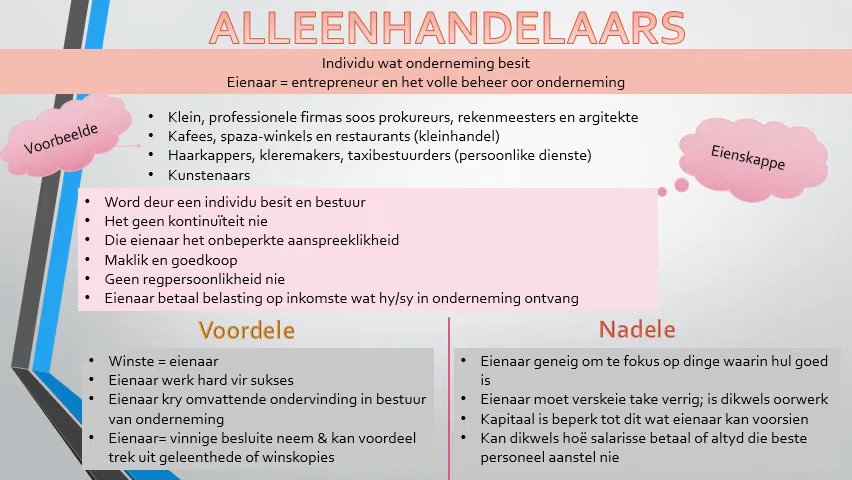 ALLEENHANDELAARS
Individu wat onderneming besit
Eienaar = entrepreneur en het volle beheer oor onderneming
Voorbeelde
• Klein, professionele firmas soos prokureurs, rekenmeesters en argitekte
• Kafees, spaza-winkels en restaurants (kleinhandel)
• Haarkappers, kleremakers, taxibestuurders (persoonlike dienste)
• Kunstenaars
Eienskappe
• Word deur een individu besit en bestuur
• Het geen kontinuïteit nie
• Die eienaar het onbeperkte aanspreeklikheid
• Maklik en goedkoop
• Geen regpersoonlikheid nie
• Eienaar betaal belasting op inkomste wat hy/sy in onderneming ontvang
Voordele
• Winste = eienaar
• Eienaar werk hard vir sukses
• Eienaar kry omvattende ondervinding in bestuur
van onderneming
• Eienaar= vinnige besluite neem & kan voordeel
trek uit geleenthede of winskopies
Nadele
• Eienaar geneig om te fokus op dinge waarin hul goed
is
• Eienaar moet verskeie take verrig; is dikwels oorwerk
• Kapitaal is beperk tot dit wat eienaar kan voorsien
• Kan dikwels hoë salarisse betaal of altyd die beste
personeel aanstel nie